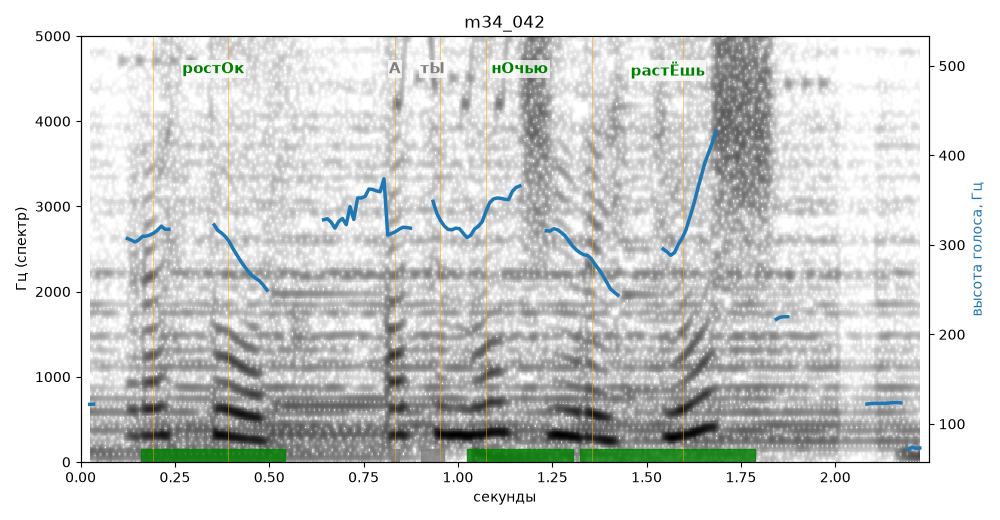 m34_042
5000
4000
3000
2000
1000
0
Гц (спектр)
ростОк
А
тЫ
нОчью
растЁшь
500
400
300
200
100
высота голоса, Гц
0.00
0.25
0.50
0.75
1.00
1.25
1.50
1.75
2.00
секунды